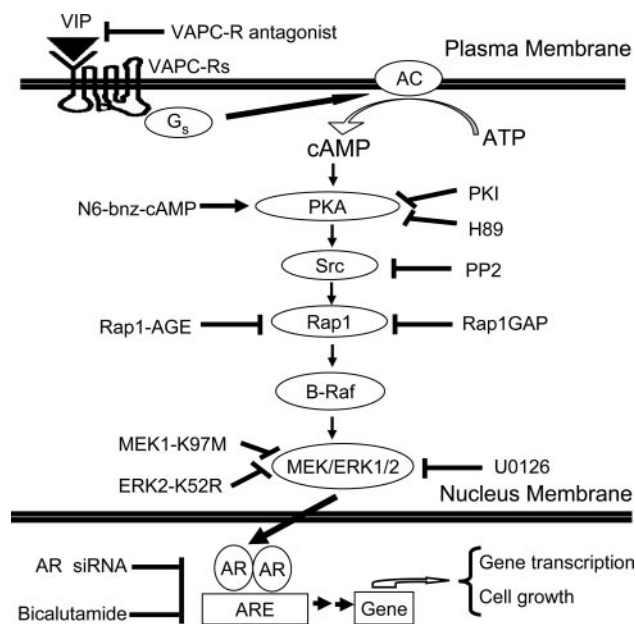 VIP
VAPC-R antagonist
Plasma Membrane
VAPC-Rs
AC
Gs
ATP
cAMP
N6-bnz-cAMP
PKA
PKI
H89
Src
PP2
Rap1-AGE
Rap1
Rap1GAP
B-Raf
MEK1-K97M
MEK/ERK1/2
ERK2-K52R
U0126
Nucleus Membrane
AR siRNA
AR AR
Gene transcription
Cell growth
Bicalutamide
ARE
Gene